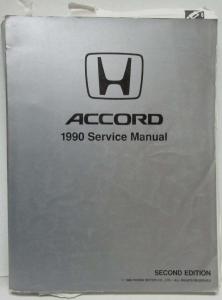 ACCORD
1990 Service Manual
SECOND EDITION